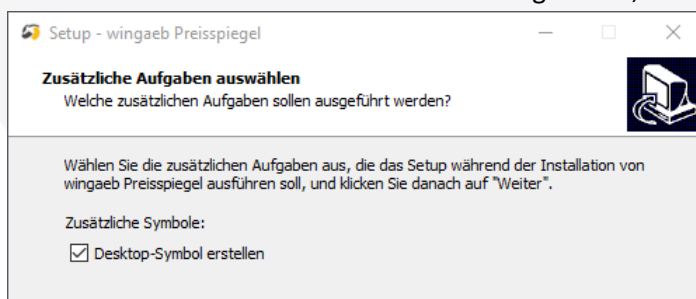 Setup - wingaeb Preisspiegel
Zusätzliche Aufgaben auswählen
Welche zusätzlichen Aufgaben sollen ausgeführt werden?
Wählen Sie die zusätzlichen Aufgaben aus, die das Setup während der Installation von
wingaeb Preisspiegel ausführen soll, und klicken Sie danach auf "Weiter".
Zusätzliche Symbole:
Desktop-Symbol erstellen